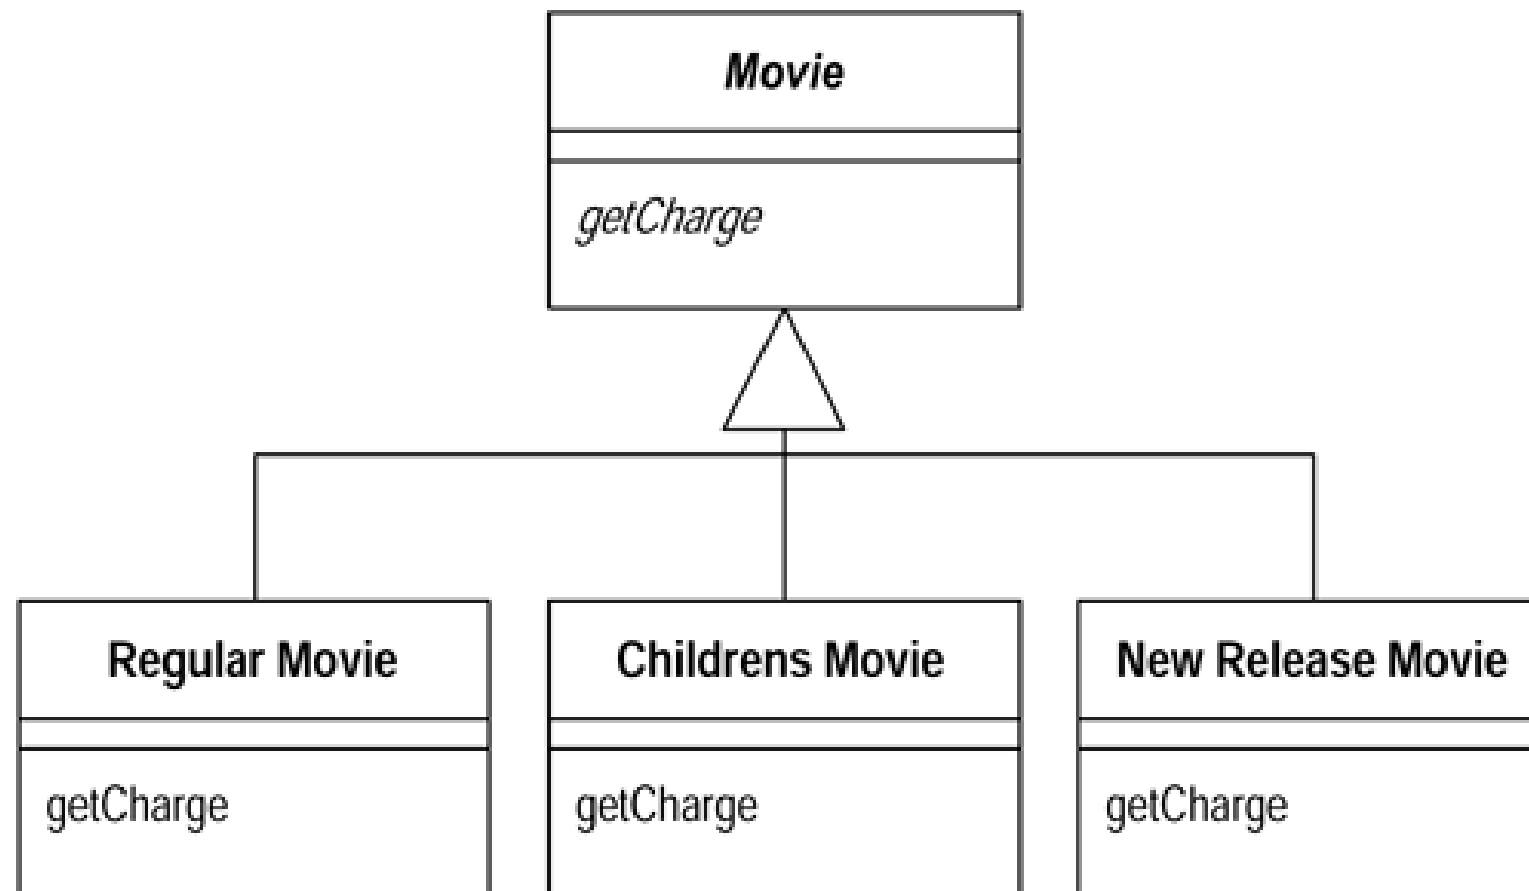 Movie
getCharge
Regular Movie
Childrens Movie
New Release Movie
getCharge
getCharge
getCharge